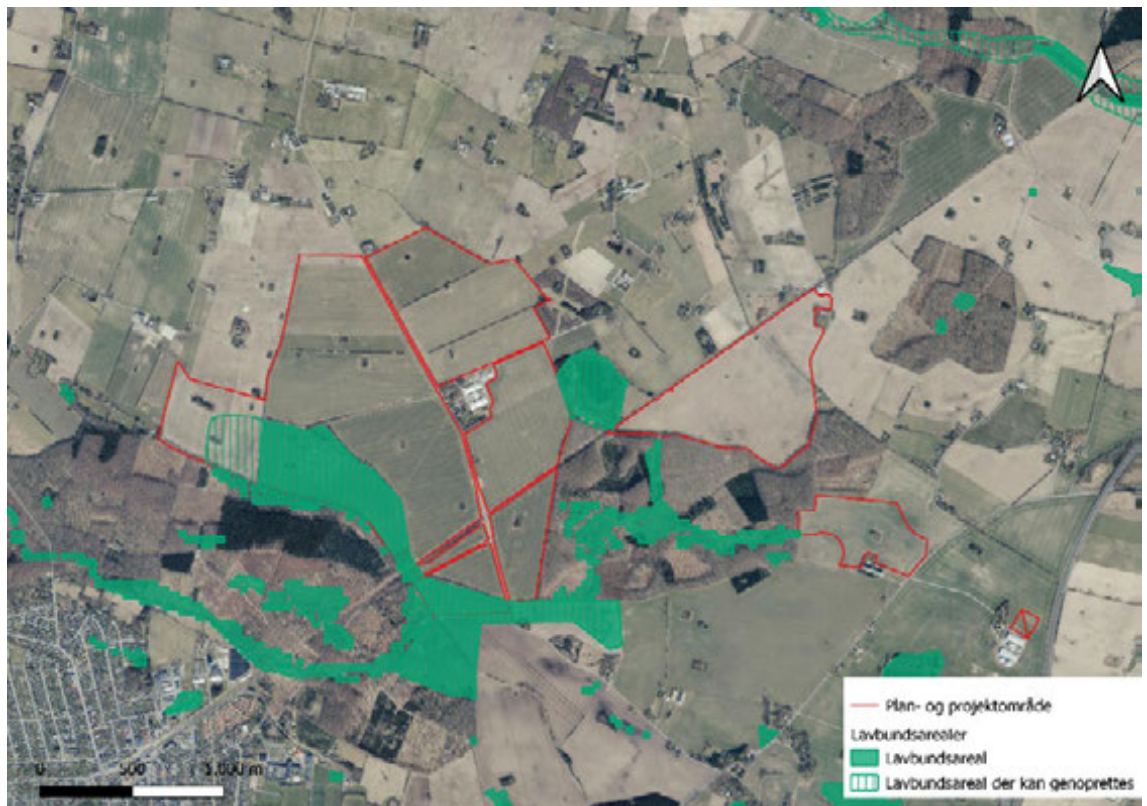 Plan- og projektområde
Lavbundsarealer
Lavbundsareal
Lavbundsareal der kan genoprettes
0 500 1.000 m